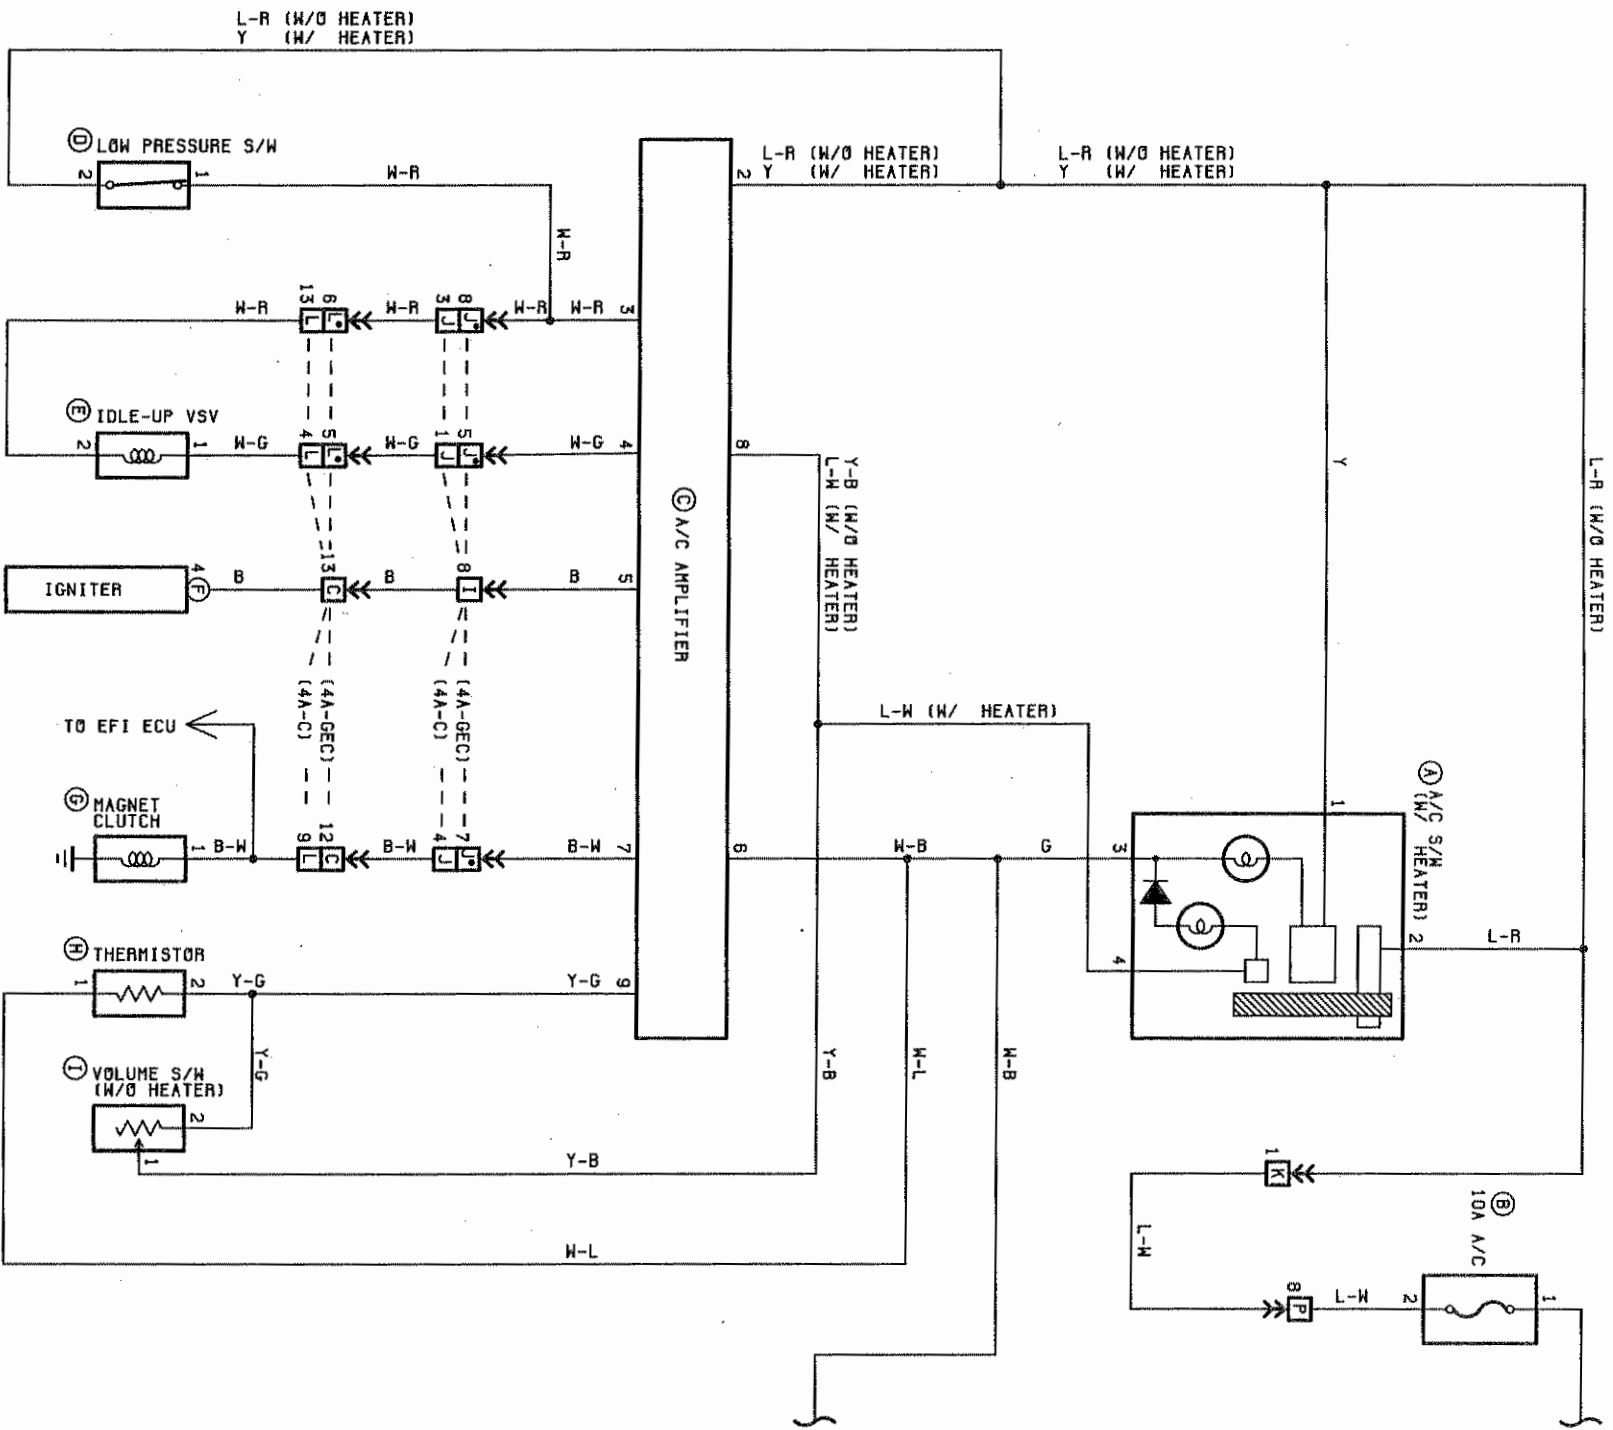 L-R (W/O HEATER)
Y (W/ HEATER)
D LOW PRESSURE S/W
2
1
W-R
W-R
2
L-R (W/O HEATER)
Y (W/ HEATER)
L-R (W/O HEATER)
Y (W/ HEATER)
W-R
13 L
6 L•
W-R
3 J
8 J•
W-R
W-R
3
E IDLE-UP VSV
2
1
W-G
4 L
5 L•
W-G
1 J
5 J•
W-G
4
8
Y-B (W/O HEATER)
L-W (W/ HEATER)
Y
L-R (W/O HEATER)
C A/C AMPLIFIER
IGNITER
4
F
B
13 C
B
8 I
B
5
(4A-C)
(4A-GEC)
(4A-C)
(4A-GEC)
TO EFI ECU
L-W (W/ HEATER)
A A/C S/W
(W/ HEATER)
1
G MAGNET
CLUTCH
1
B-W
9 L
12 C
B-W
4 J
7 J•
B-W
7
6
W-B
G
3
2
L-R
4
H THERMISTOR
1
2
Y-G
Y-G
9
Y-G
Y-B
W-L
W-B
I VOLUME S/W
(W/O HEATER)
2
1
Y-B
1 K
L-W
B
10A A/C
W-L
8 P
L-W
2
1